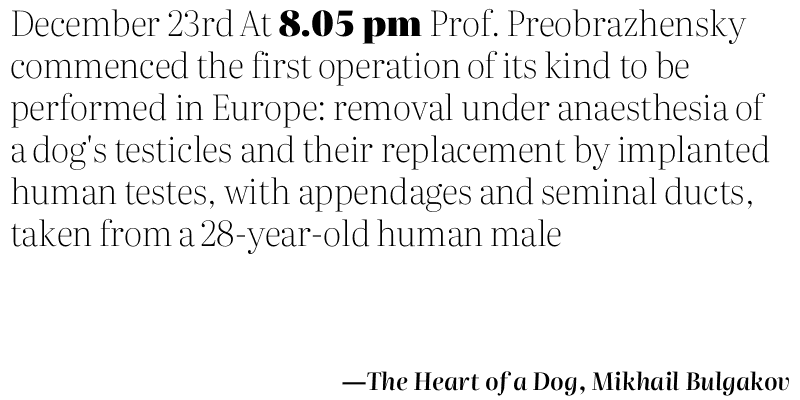 December 23rd At 8.05 pm Prof. Preobrazhensky
commenced the first operation of its kind to be
performed in Europe: removal under anaesthesia of
a dog's testicles and their replacement by implanted
human testes, with appendages and seminal ducts,
taken from a 28-year-old human male
—The Heart of a Dog, Mikhail Bulgakov